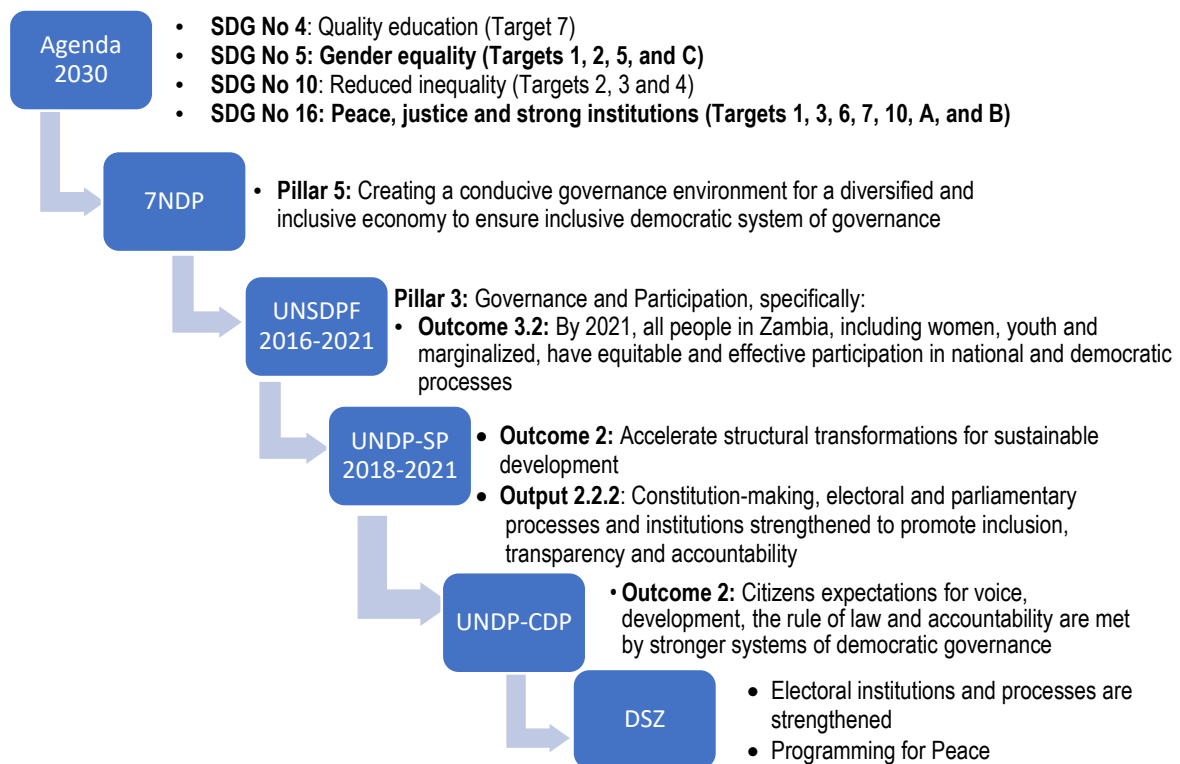 Agenda
2030
• SDG No 4: Quality education (Target 7)
• SDG No 5: Gender equality (Targets 1, 2, 5, and C)
• SDG No 10: Reduced inequality (Targets 2, 3 and 4)
• SDG No 16: Peace, justice and strong institutions (Targets 1, 3, 6, 7, 10, A, and B)
7NDP
• Pillar 5: Creating a conducive governance environment for a diversified and
inclusive economy to ensure inclusive democratic system of governance
UNSDPF
2016-2021
Pillar 3: Governance and Participation, specifically:
• Outcome 3.2: By 2021, all people in Zambia, including women, youth and
marginalized, have equitable and effective participation in national and democratic
processes
UNDP-SP
2018-2021
• Outcome 2: Accelerate structural transformations for sustainable
development
• Output 2.2.2: Constitution-making, electoral and parliamentary
processes and institutions strengthened to promote inclusion,
transparency and accountability
UNDP-CDP
• Outcome 2: Citizens expectations for voice,
development, the rule of law and accountability are met
by stronger systems of democratic governance
DSZ
• Electoral institutions and processes are
strengthened
• Programming for Peace